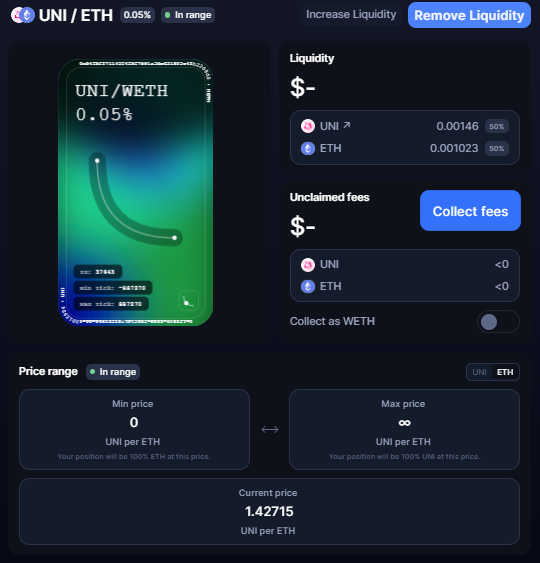 UNI / ETH 0.05% In range
Increase Liquidity Remove Liquidity
UNI/WETH
0.05%
ID: 37643
Min Tick: -887270
Max Tick: 887270
Liquidity
$-
UNI ↗ 0.00146 50%
ETH 0.001023 50%
Unclaimed fees
$-
Collect fees
UNI <0
ETH <0
Collect as WETH
Price range In range
UNI ETH
Min price
0
UNI per ETH
Your position will be 100% ETH at this price.
Max price
∞
UNI per ETH
Your position will be 100% UNI at this price.
Current price
1.42715
UNI per ETH